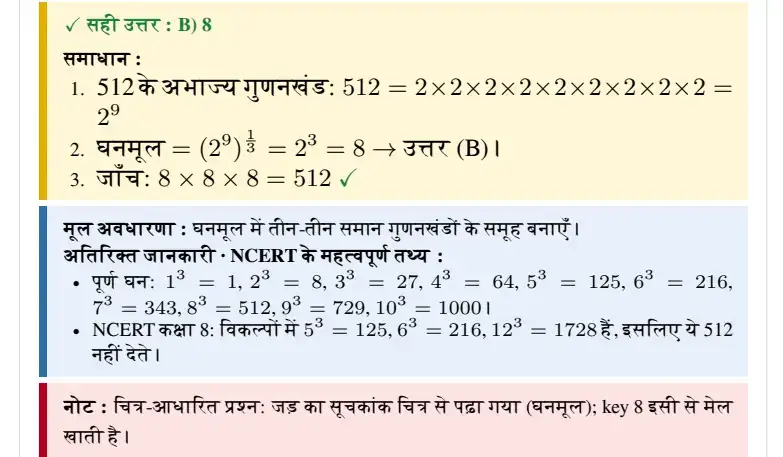 ✓ सही उत्तर : B) 8
समाधान :
1. 512 के अभाज्य गुणनखंड: 512 = 2×2×2×2×2×2×2×2×2 =
2⁹
2. घनमूल = (2⁹)^{1/3} = 2³ = 8 → उत्तर (B)।
3. जाँच: 8 × 8 × 8 = 512 ✓
मूल अवधारणा : घनमूल में तीन-तीन समान गुणनखंडों के समूह बनाएँ।
अतिरिक्त जानकारी · NCERT के महत्वपूर्ण तथ्य :
• पूर्ण घन: 1³ = 1, 2³ = 8, 3³ = 27, 4³ = 64, 5³ = 125, 6³ = 216,
7³ = 343, 8³ = 512, 9³ = 729, 10³ = 1000।
• NCERT कक्षा 8: विकल्पों में 5³ = 125, 6³ = 216, 12³ = 1728 हैं, इसलिए ये 512
नहीं देते।
नोट : चित्र-आधारित प्रश्न: जड़ का सूचकांक चित्र से पढ़ा गया (घनमूल); key 8 इसी से मेल
खाती है।